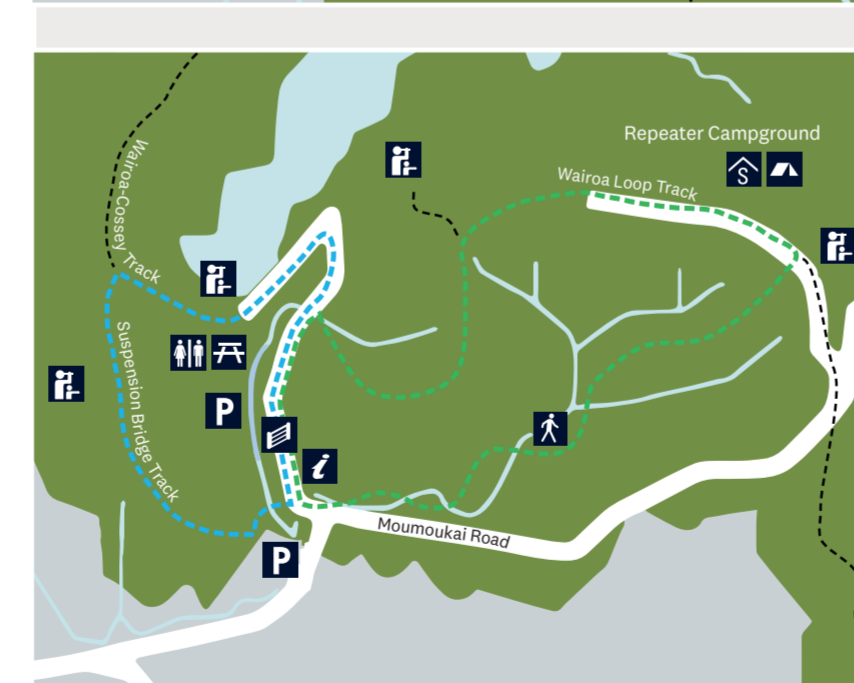 Repeater Campground
S
Wairoa Loop Track
Wairoa-Cossey Track
Suspension Bridge Track
P
i
Moumoukai Road
P